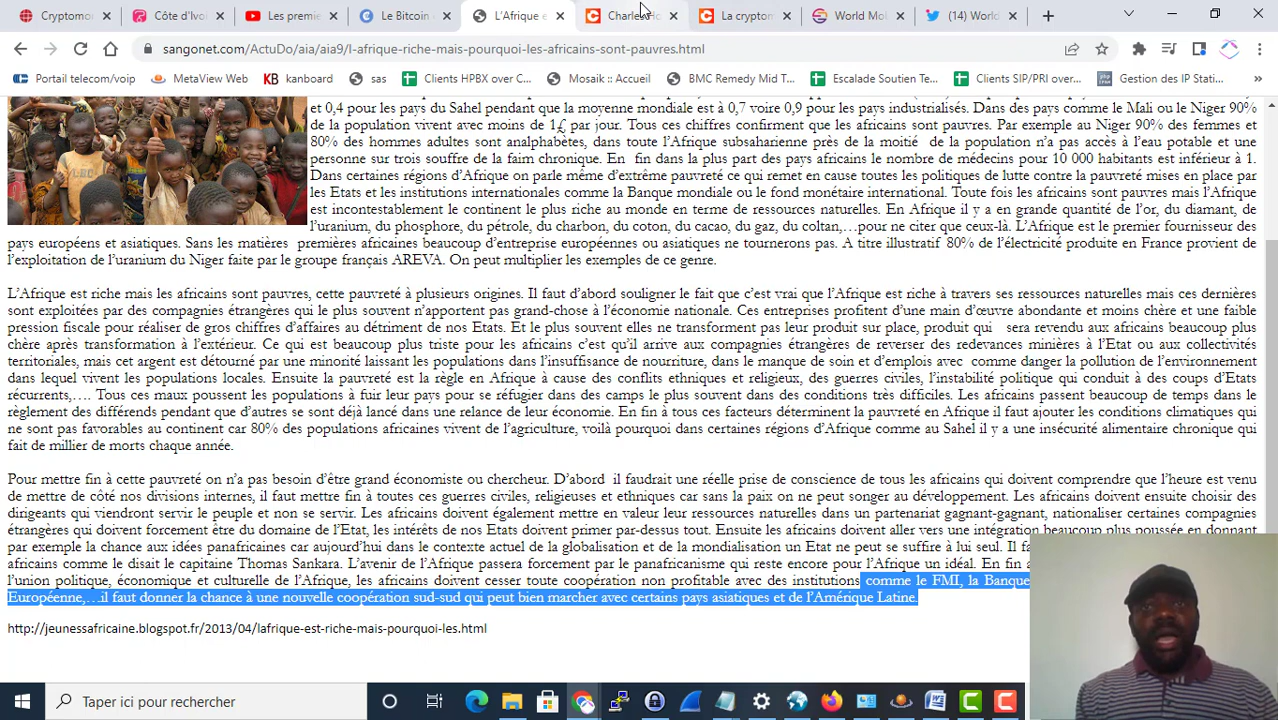 Cryptomo
Côte d'Ivo
Les premie
Le Bitcoin
L'Afrique e
Charles Ho
La cryptom
World Mo
(14) World
sangonet.com/ActuDo/aia/aia9/l-afrique-riche-mais-pourquoi-les-africains-sont-pauvres.html
Portail telecom/voip
MetaView Web
KB kanboard
sas
Clients HPBX over C...
Mosaik :: Accueil
BMC Remedy Mid T...
Escalade Soutien Te...
Clients SIP/PRI over...
Gestion des IP Stati...
et 0,4 pour les pays du Sahel pendant que la moyenne mondiale est à 0,7 voire 0,9 pour les pays industrialisés. Dans des pays comme le Mali ou le Niger 90%
de la population vivent avec moins de 1£ par jour. Tous ces chiffres confirment que les africains sont pauvres. Par exemple au Niger 90% des femmes et
80% des hommes adultes sont analphabètes, dans toute l'Afrique subsaharienne près de la moitié de la population n'a pas accès à l'eau potable et une
personne sur trois souffre de la faim chronique. En fin dans la plus part des pays africains le nombre de médecins pour 10 000 habitants est inférieur à 1.
Dans certaines régions d'Afrique on parle même d'extrême pauvreté ce qui remet en cause toutes les politiques de lutte contre la pauvreté mises en place par
les Etats et les institutions internationales comme la Banque mondiale ou le fond monétaire international. Toute fois les africains sont pauvres mais l'Afrique
est incontestablement le continent le plus riche au monde en terme de ressources naturelles. En Afrique il y a en grande quantité de l'or, du diamant, de
l'uranium, du phosphore, du pétrole, du charbon, du coton, du cacao, du gaz, du coltan,...pour ne citer que ceux-là. L'Afrique est le premier fournisseur des
pays européens et asiatiques. Sans les matières premières africaines beaucoup d'entreprise européennes ou asiatiques ne tournerons pas. A titre illustratif 80% de l'électricité produite en France provient de
l'exploitation de l'uranium du Niger faite par le groupe français AREVA. On peut multiplier les exemples de ce genre.
L'Afrique est riche mais les africains sont pauvres, cette pauvreté à plusieurs origines. Il faut d'abord souligner le fait que c'est vrai que l'Afrique est riche à travers ses ressources naturelles mais ces dernières
sont exploitées par des compagnies étrangères qui le plus souvent n'apportent pas grand-chose à l'économie nationale. Ces entreprises profitent d'une main d'œuvre abondante et moins chère et une faible
pression fiscale pour réaliser de gros chiffres d'affaires au détriment de nos Etats. Et le plus souvent elles ne transforment pas leur produit sur place, produit qui sera revendu aux africains beaucoup plus
chère après transformation à l'extérieur. Ce qui est beaucoup plus triste pour les africains c'est qu'il arrive aux compagnies étrangères de reverser des redevances minières à l'Etat ou aux collectivités
territoriales, mais cet argent est détourné par une minorité laissant les populations dans l'insuffisance de nourriture, dans le manque de soin et d'emplois avec comme danger la pollution de l'environnement
dans lequel vivent les populations locales. Ensuite la pauvreté est la règle en Afrique à cause des conflits ethniques et religieux, des guerres civiles, l'instabilité politique qui conduit à des coups d'Etats
récurrents,.... Tous ces maux poussent les populations à fuir leur pays pour se réfugier dans des camps le plus souvent dans des conditions très difficiles. Les africains passent beaucoup de temps dans le
règlement des différends pendant que d'autres se sont déjà lancé dans une relance de leur économie. En fin à tous ces facteurs déterminent la pauvreté en Afrique il faut ajouter les conditions climatiques qui
ne sont pas favorables au continent car 80% des populations africaines vivent de l'agriculture, voilà pourquoi dans certaines régions d'Afrique comme au Sahel il y a une insécurité alimentaire chronique qui
fait de millier de morts chaque année.
Pour mettre fin à cette pauvreté on n'a pas besoin d'être grand économiste ou chercheur. D'abord il faudrait une réelle prise de conscience de tous les africains qui doivent comprendre que l'heure est venu
de mettre de côté nos divisions internes, il faut mettre fin à toutes ces guerres civiles, religieuses et ethniques car sans la paix on ne peut songer au développement. Les africains doivent ensuite choisir des
dirigeants qui viendront servir le peuple et non se servir. Les africains doivent également mettre en valeur leur ressources naturelles dans un partenariat gagnant-gagnant, nationaliser certaines compagnies
étrangères qui doivent forcement être du domaine de l'Etat, les intérêts de nos Etats doivent primer par-dessus tout. Ensuite les africains doivent aller vers une intégration beaucoup plus poussée en donnant
par exemple la chance aux idées panafricaines car aujourd'hui dans le contexte actuel de la globalisation et de la mondialisation un Etat ne peut se suffire à lui seul. Il f
africains comme le disait le capitaine Thomas Sankara. L'avenir de l'Afrique passera forcement par le panafricanisme qui reste encore pour l'Afrique un idéal. En fin a
l'union politique, économique et culturelle de l'Afrique, les africains doivent cesser toute coopération non profitable avec des institutions comme le FMI, la Banque
Européenne,...il faut donner la chance à une nouvelle coopération sud-sud qui peut bien marcher avec certains pays asiatiques et de l'Amérique Latine.
http://jeunessafricaine.blogspot.fr/2013/04/lafrique-est-riche-mais-pourquoi-les.html
Taper ici pour rechercher